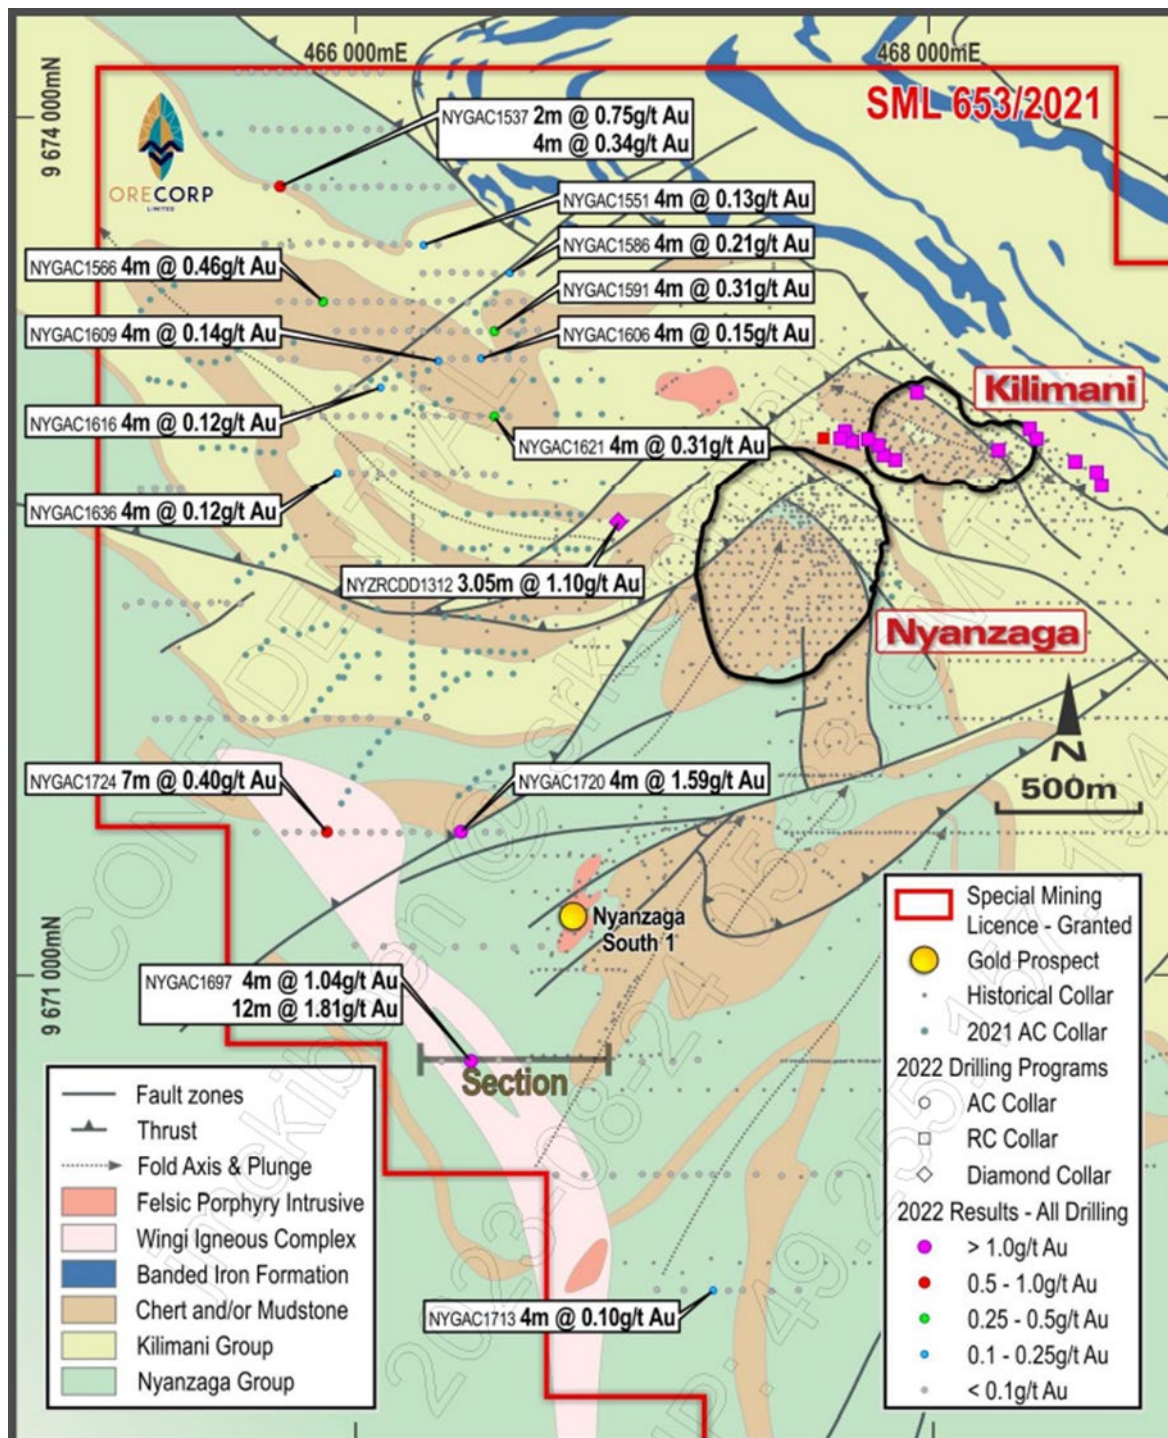 466 000mE
468 000mE
9 674 000mN
SML 653/2021
ORECORP
LIMITED
NYGAC1537 2m @ 0.75g/t Au
4m @ 0.34g/t Au
NYGAC1551 4m @ 0.13g/t Au
NYGAC1586 4m @ 0.21g/t Au
NYGAC1566 4m @ 0.46g/t Au
NYGAC1591 4m @ 0.31g/t Au
NYGAC1609 4m @ 0.14g/t Au
NYGAC1606 4m @ 0.15g/t Au
Kilimani
NYGAC1616 4m @ 0.12g/t Au
NYGAC1621 4m @ 0.31g/t Au
NYGAC1636 4m @ 0.12g/t Au
NYZRCDD1312 3.05m @ 1.10g/t Au
Nyanzaga
N
500m
NYGAC1724 7m @ 0.40g/t Au
NYGAC1720 4m @ 1.59g/t Au
Nyanzaga
South 1
9 671 000mN
NYGAC1697 4m @ 1.04g/t Au
12m @ 1.81g/t Au
Section
NYGAC1713 4m @ 0.10g/t Au
Fault zones
Thrust
Fold Axis & Plunge
Felsic Porphyry Intrusive
Wingi Igneous Complex
Banded Iron Formation
Chert and/or Mudstone
Kilimani Group
Nyanzaga Group
Special Mining
Licence - Granted
Gold Prospect
Historical Collar
2021 AC Collar
2022 Drilling Programs
AC Collar
RC Collar
Diamond Collar
2022 Results - All Drilling
> 1.0g/t Au
0.5 - 1.0g/t Au
0.25 - 0.5g/t Au
0.1 - 0.25g/t Au
< 0.1g/t Au